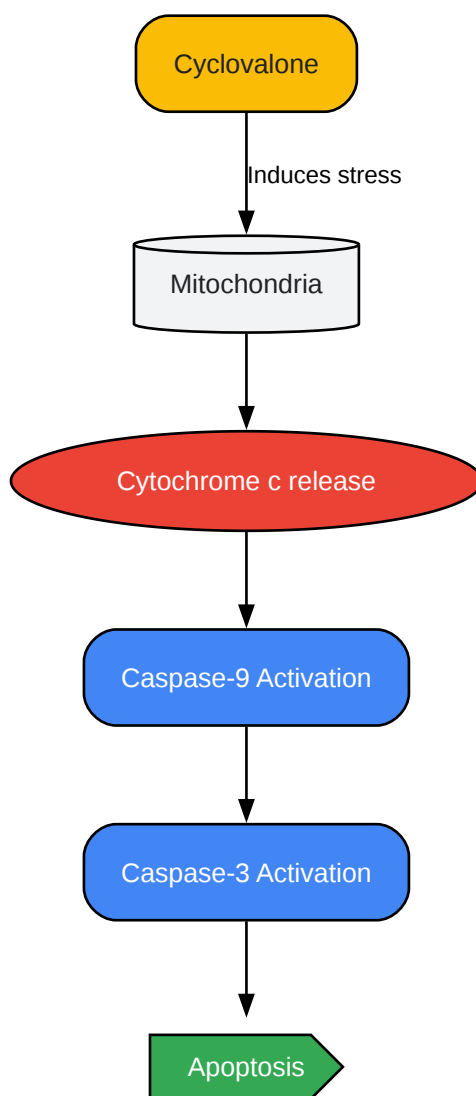 Cyclovalone
Induces stress
Mitochondria
Cytochrome c release
Caspase-9 Activation
Caspase-3 Activation
Apoptosis